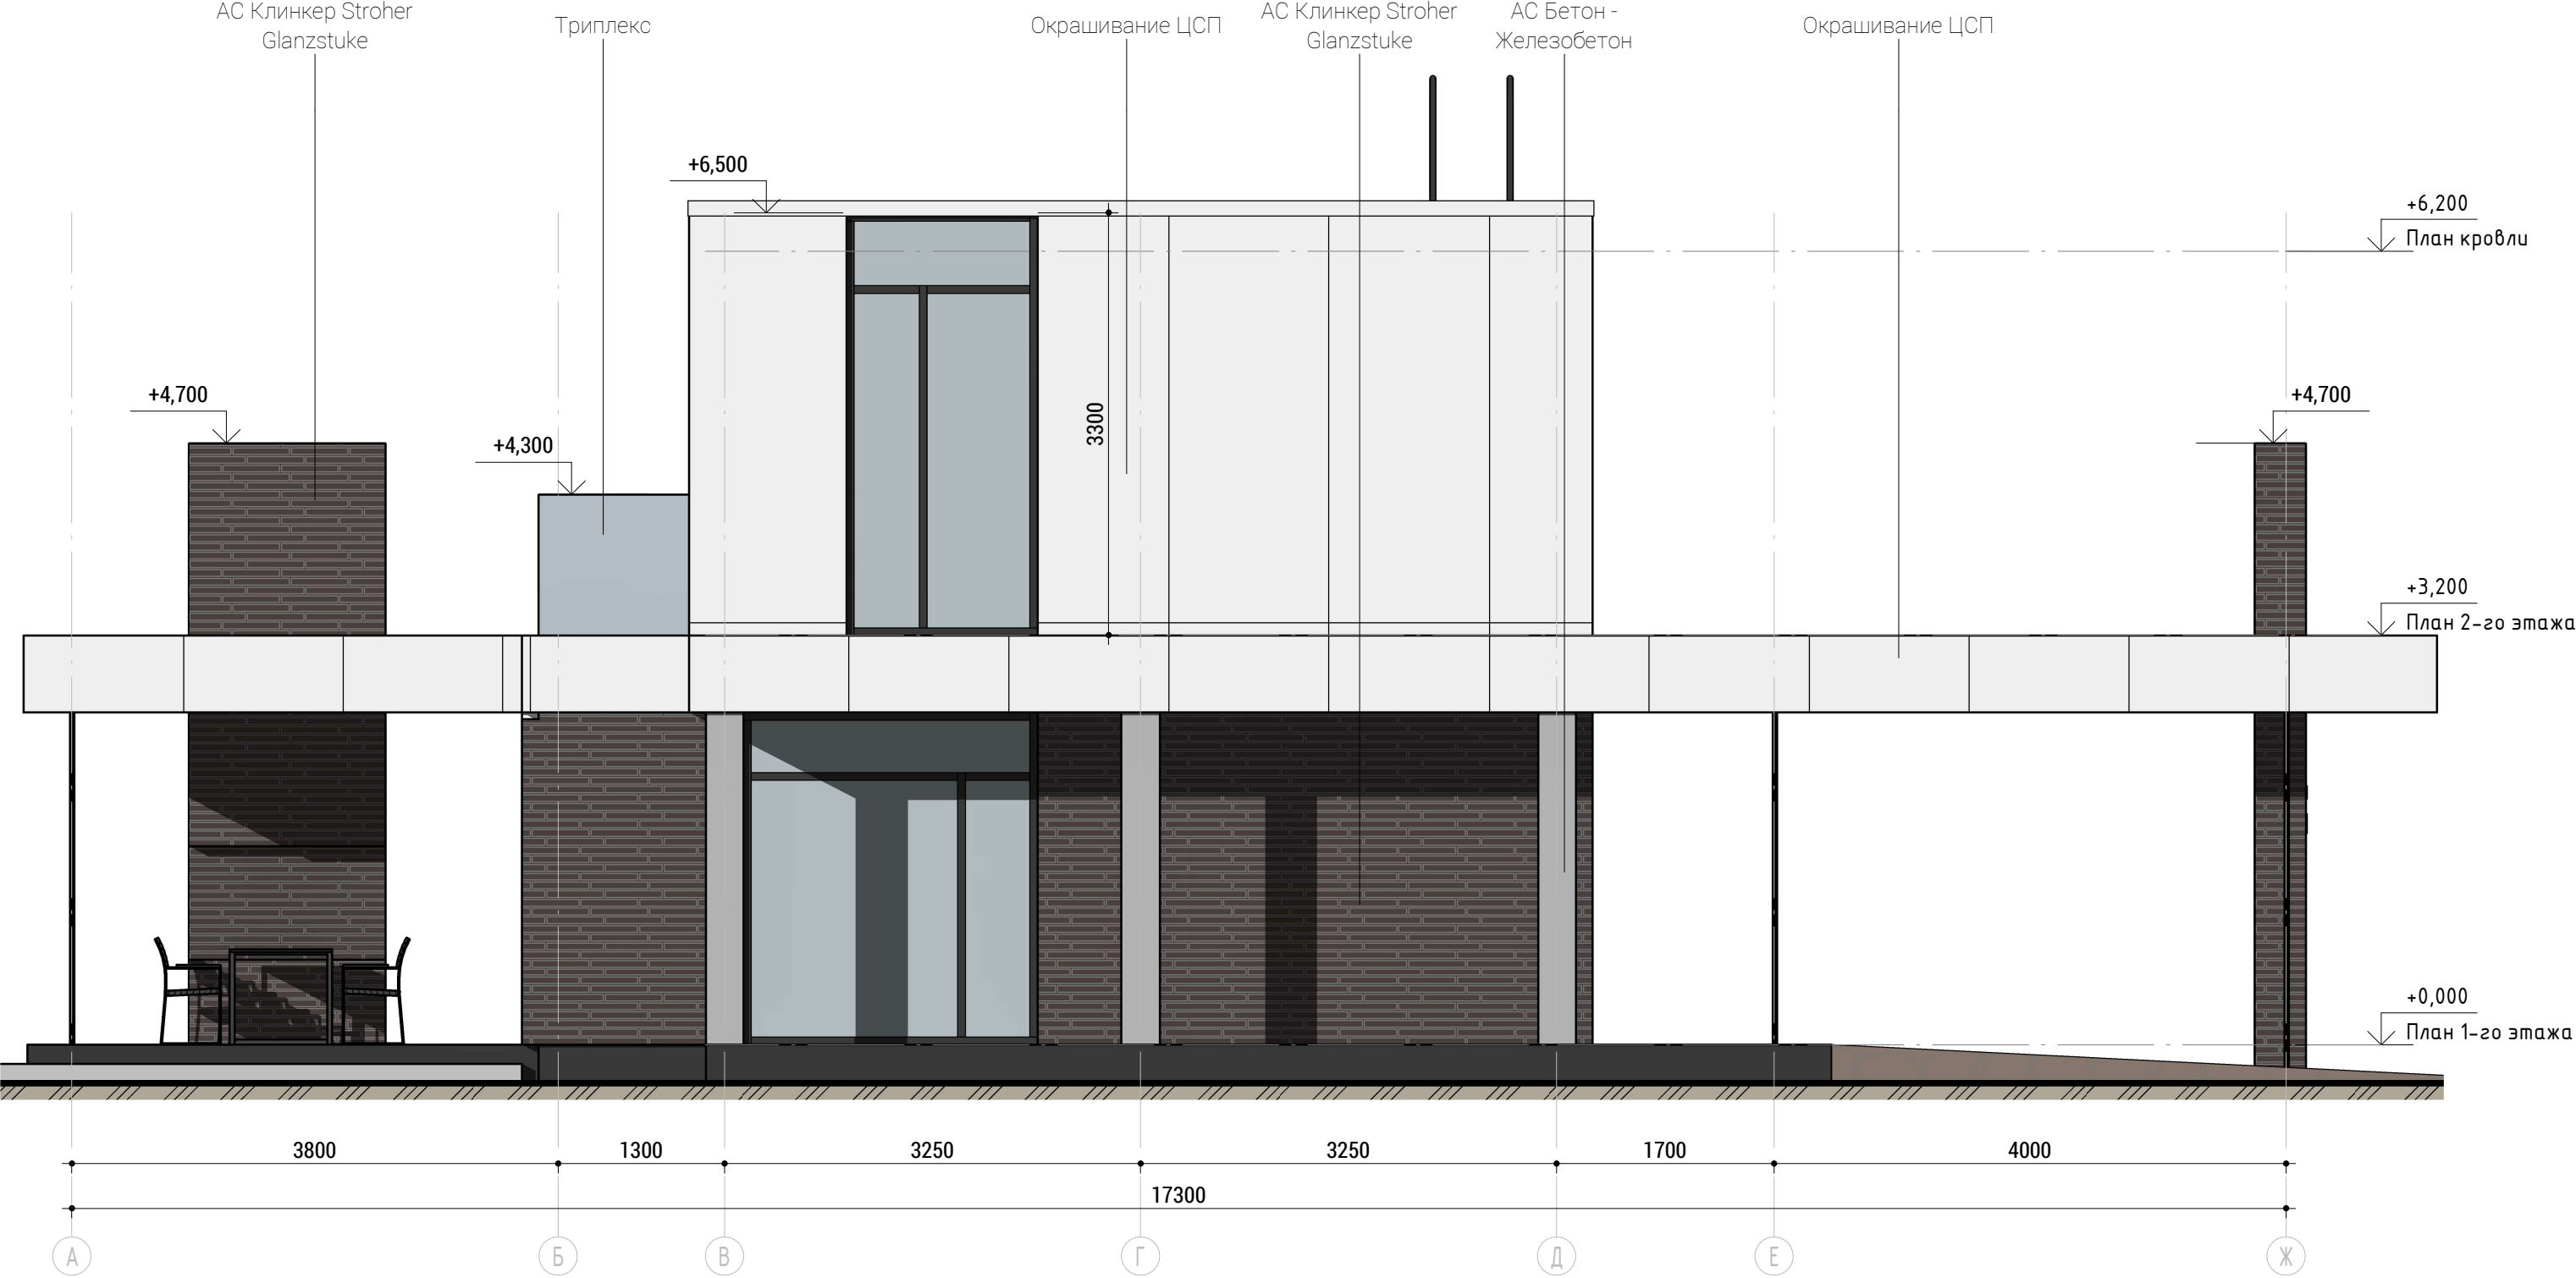 АС Клинкер Stroher
Glanzstuke
Триплекс
Окрашивание ЦСП
АС Клинкер Stroher
Glanzstuke
АС Бетон -
Железобетон
Окрашивание ЦСП
+6,500
+6,200
План кровли
+4,700
+4,300
3300
+4,700
+3,200
План 2-го этажа
+0,000
План 1-го этажа
3800
1300
3250
3250
1700
4000
17300
А
Б
В
Г
Д
Е
Ж